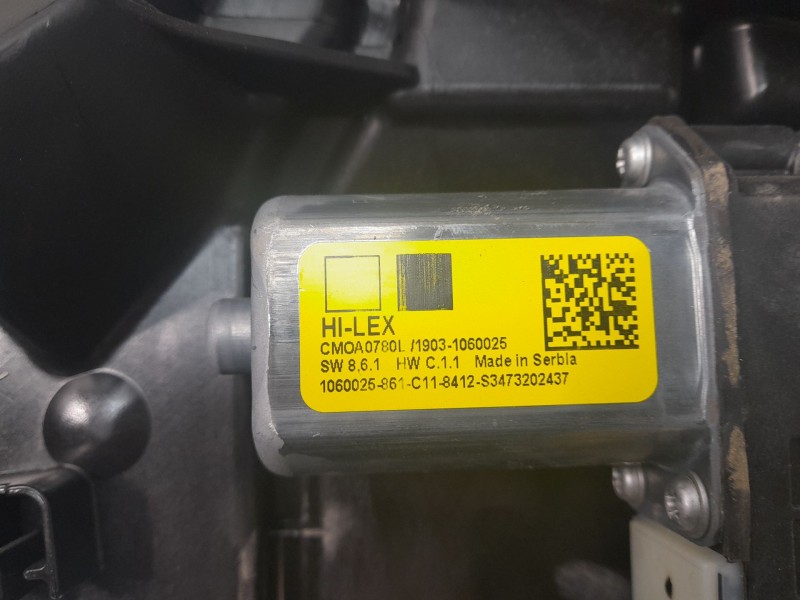 HI-LEX
CMOA0780L /1903-1060025
SW 8.6.1 HW C.1.1 Made in Serbia
1060025-861-C11-8412-S3473202437